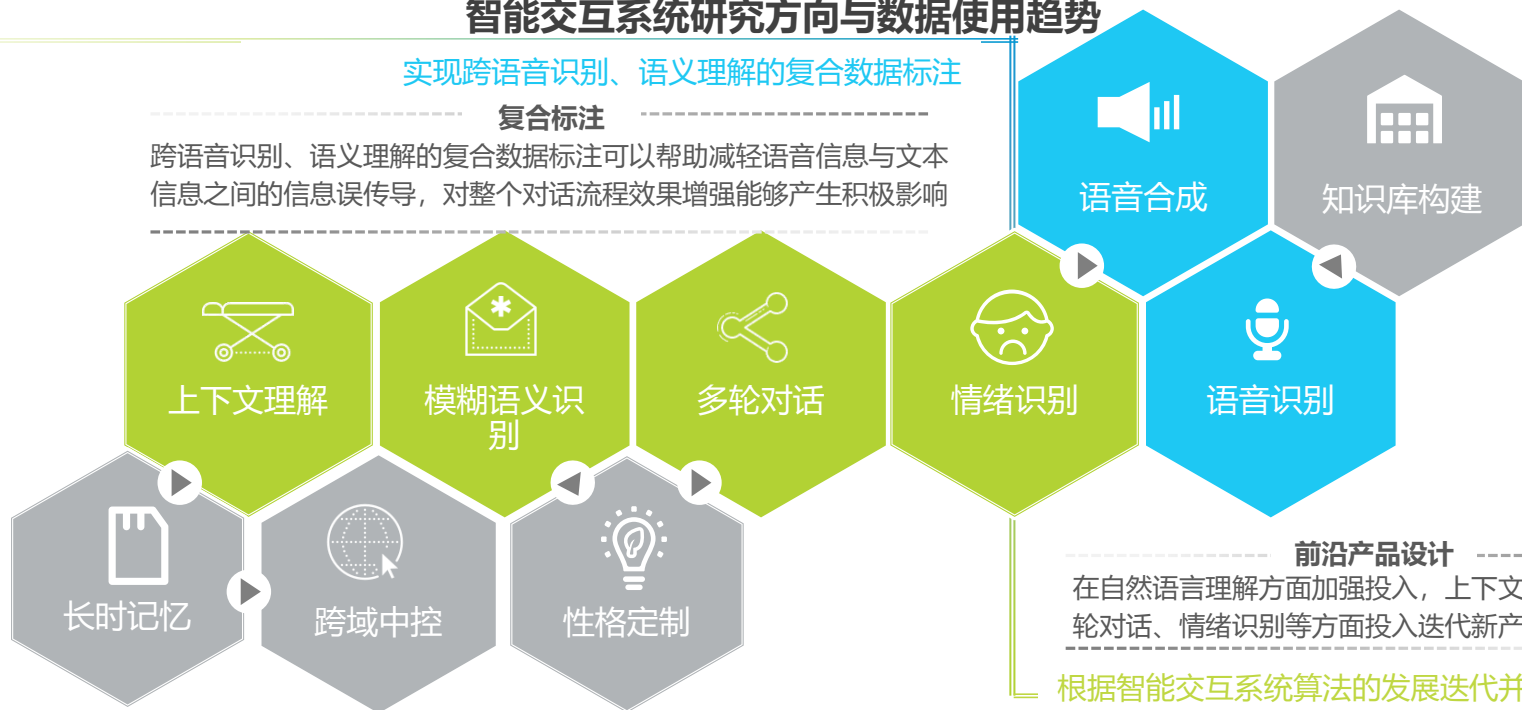 智能交互系统研究方向与数据使用趋势
实现跨语音识别、语义理解的复合数据标注
复合标注
跨语音识别、语义理解的复合数据标注可以帮助减轻语音信息与文本
信息之间的信息误传导，对整个对话流程效果增强能够产生积极影响
语音合成
知识库构建
上下文理解
模糊语义识
别
多轮对话
情绪识别
语音识别
长时记忆
跨域中控
性格定制
前沿产品设计
在自然语言理解方面加强投入，上下文
轮对话、情绪识别等方面投入迭代新产
根据智能交互系统算法的发展迭代并